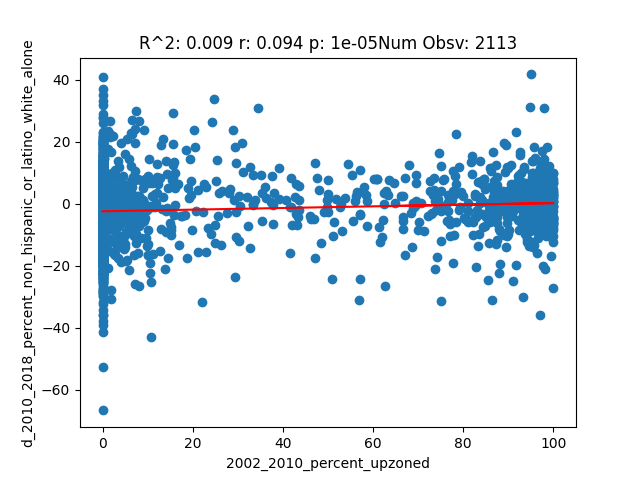 R^2: 0.009 r: 0.094 p: 1e-05Num Obsv: 2113
d_2010_2018_percent_non_hispanic_or_latino_white_alone
40
20
0
−20
−40
−60
0 20 40 60 80 100
2002_2010_percent_upzoned